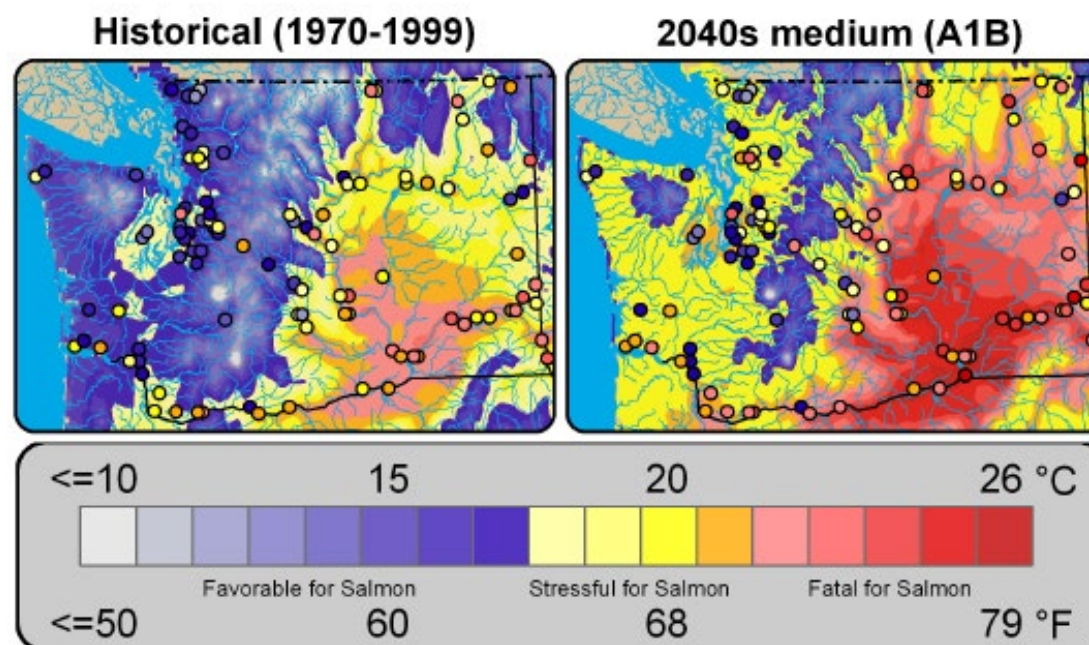 Historical (1970-1999)
2040s medium (A1B)
<=10 15 20 26 °C
Favorable for Salmon Stressful for Salmon Fatal for Salmon
<=50 60 68 79 °F